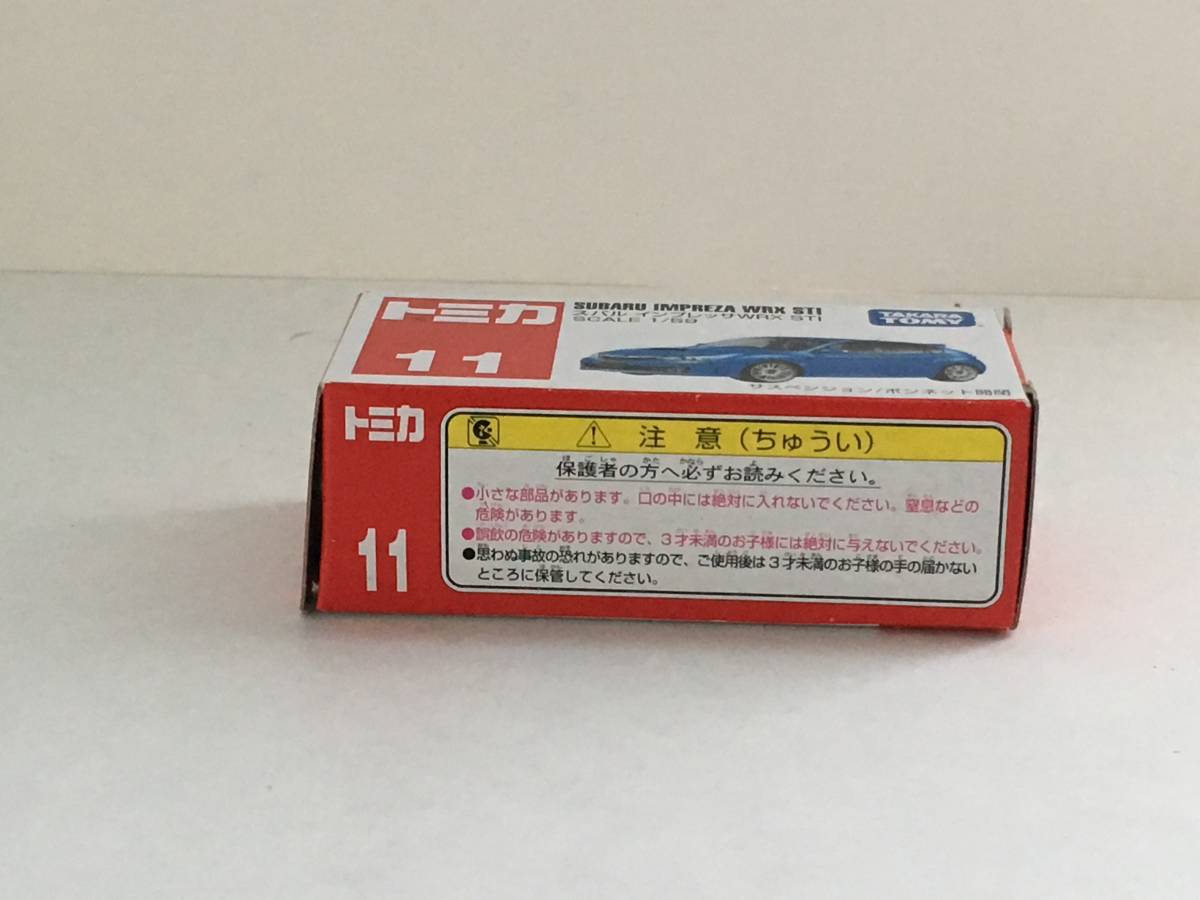 トミカ
11
SUBARU IMPREZA WRX STI
スバル インプレッサWRX STI
SCALE 1/59
TAKARA
TOMY
サスペンション/ボンネット開閉
トミカ
11
注 意（ちゅうい）
保護者の方へ必ずお読みください。
●小さな部品があります。口の中には絶対に入れないでください。窒息などの
危険があります。
●誤飲の危険がありますので、3才未満のお子様には絶対に与えないでください。
●思わぬ事故の恐れがありますので、ご使用後は3才未満のお子様の手の届かない
ところに保管してください。